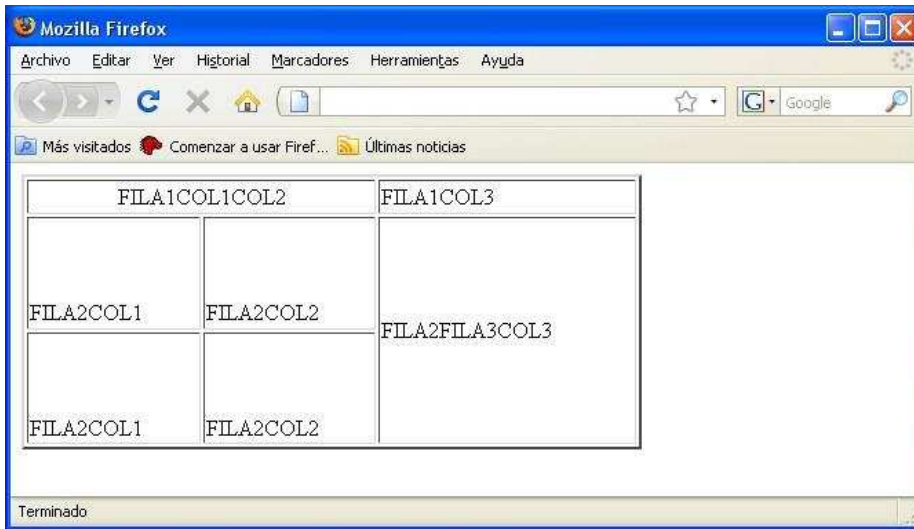 Mozilla Firefox
Archivo Editar Ver Historial Marcadores Herramientas Ayuda
G Google
Más visitados Comenzar a usar Firef... Últimas noticias
FILA1COL1COL2 FILA1COL3
FILA2COL1 FILA2COL2
FILA2FILA3COL3
FILA2COL1 FILA2COL2
Terminado